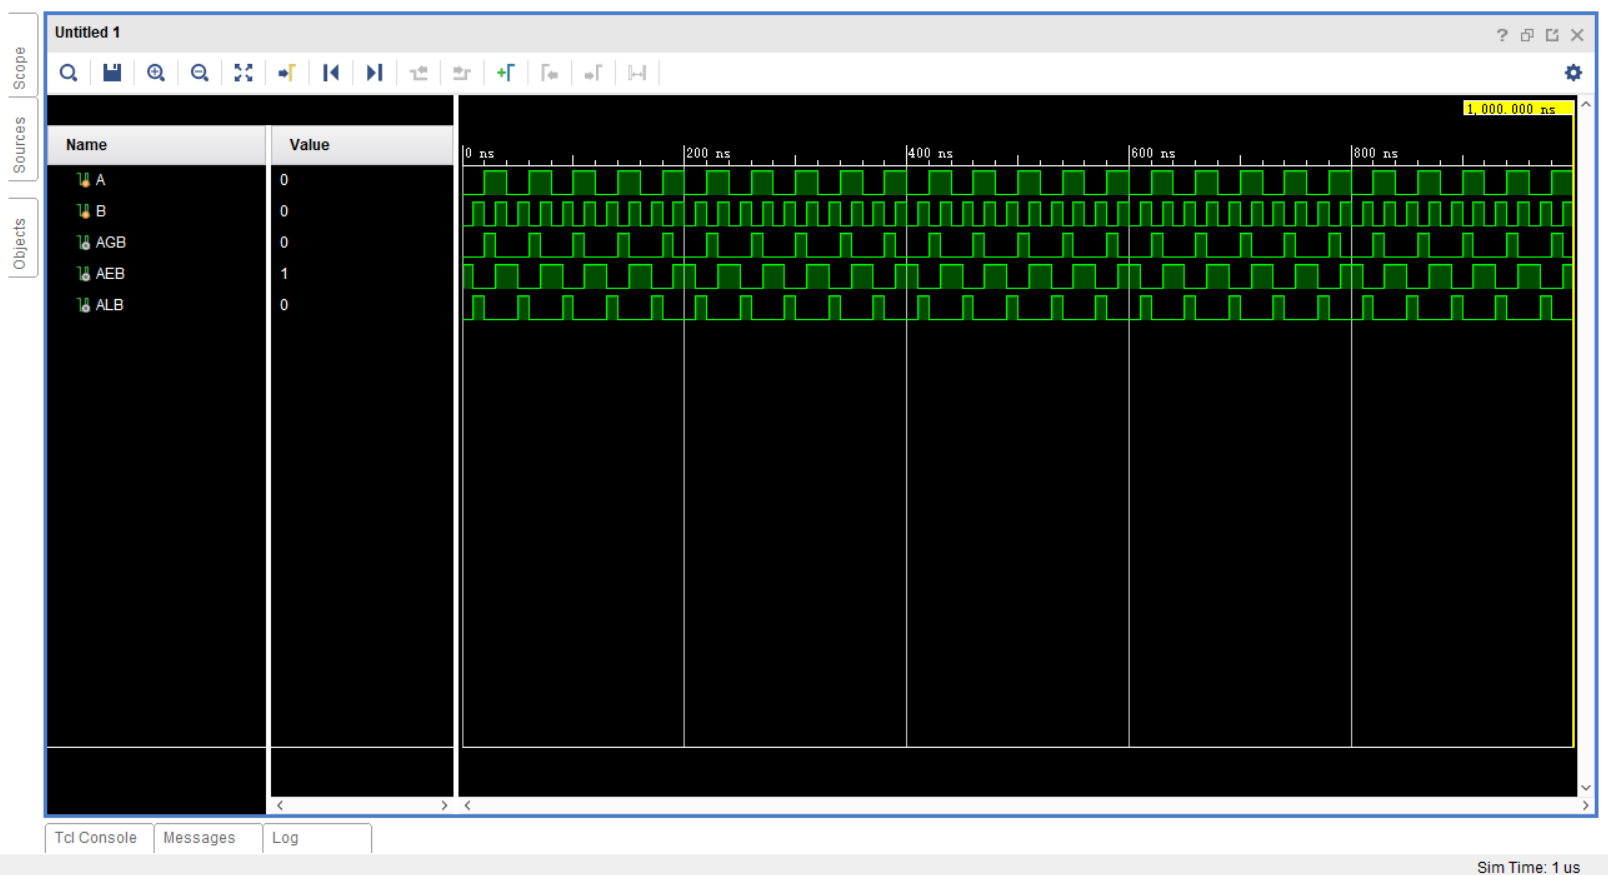 Untitled 1
?
Scope
Sources
Objects
1,000.000 ns
Name Value
0 ns 200 ns 400 ns 600 ns 800 ns
A 0
B 0
AGB 0
AEB 1
ALB 0
Tcl Console Messages Log
Sim Time: 1 us